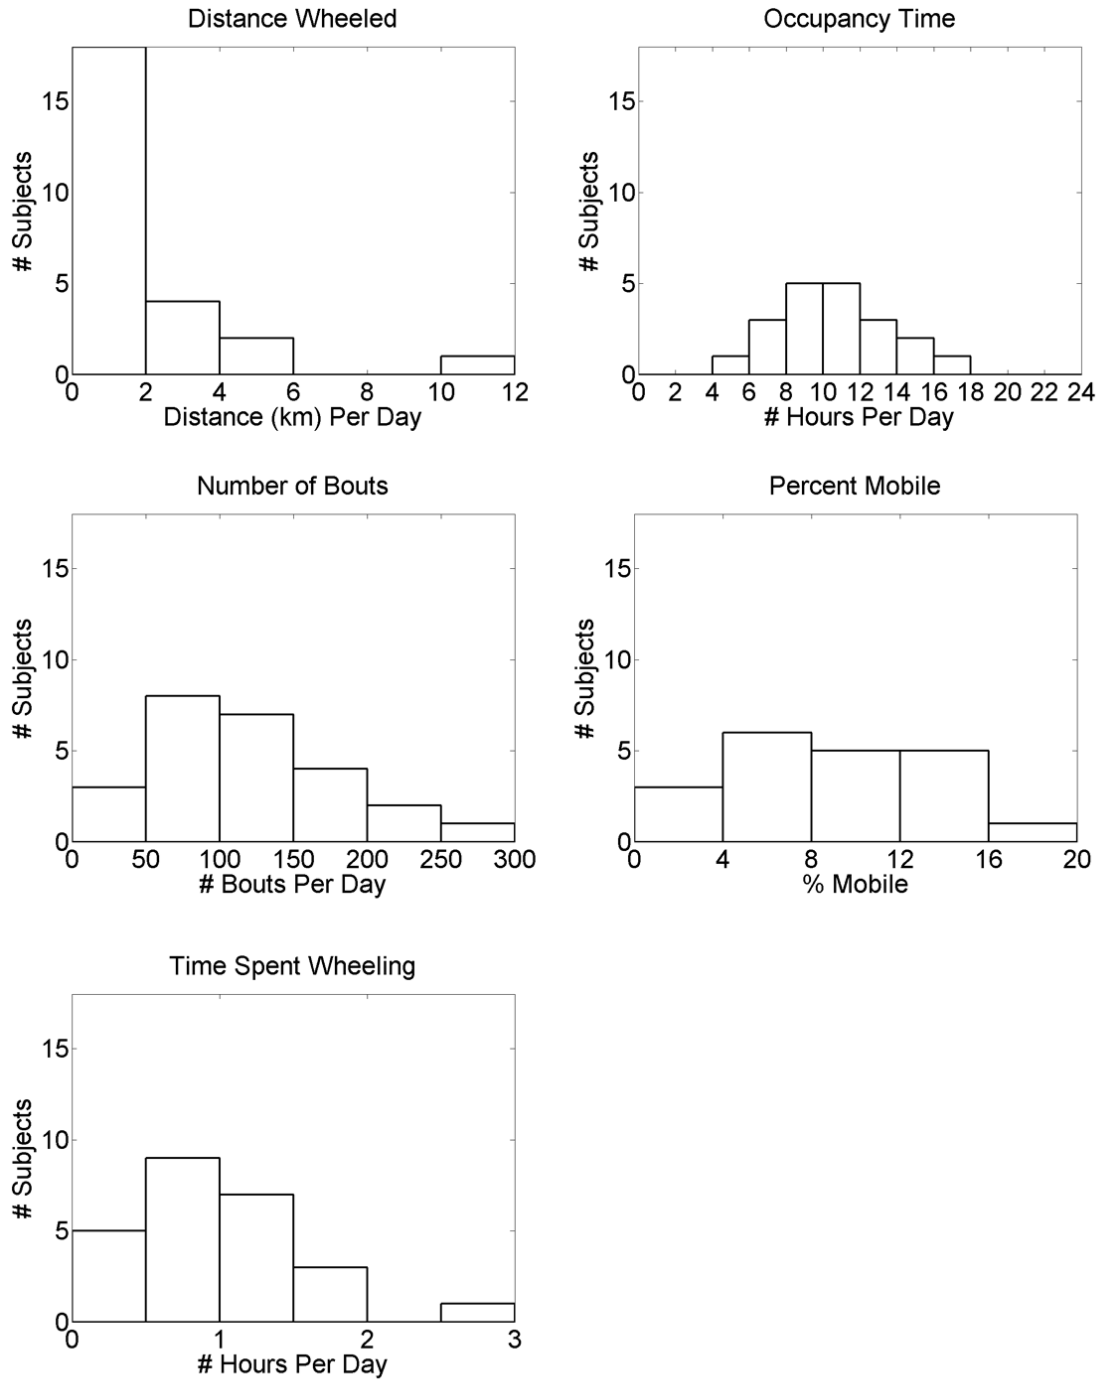 Distance Wheeled
# Subjects
15
10
5
0
0 2 4 6 8 10 12
Distance (km) Per Day
Occupancy Time
# Subjects
15
10
5
0
0 2 4 6 8 10 12 14 16 18 20 22 24
# Hours Per Day
Number of Bouts
# Subjects
15
10
5
0
0 50 100 150 200 250 300
# Bouts Per Day
Percent Mobile
# Subjects
15
10
5
0
0 4 8 12 16 20
% Mobile
Time Spent Wheeling
# Subjects
15
10
5
0
0 1 2 3
# Hours Per Day